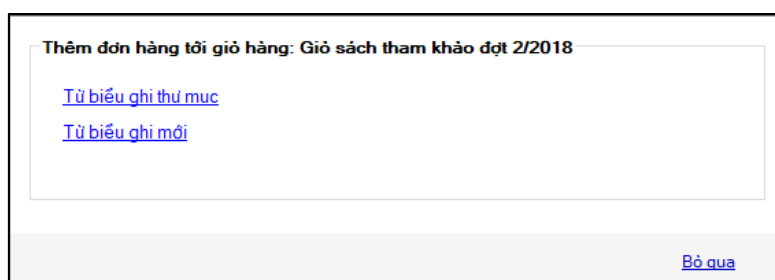 Thêm đơn hàng tới giỏ hàng: Giỏ sách tham khảo đợt 2/2018
Từ biểu ghi thư mục
Từ biểu ghi mới
Bỏ qua